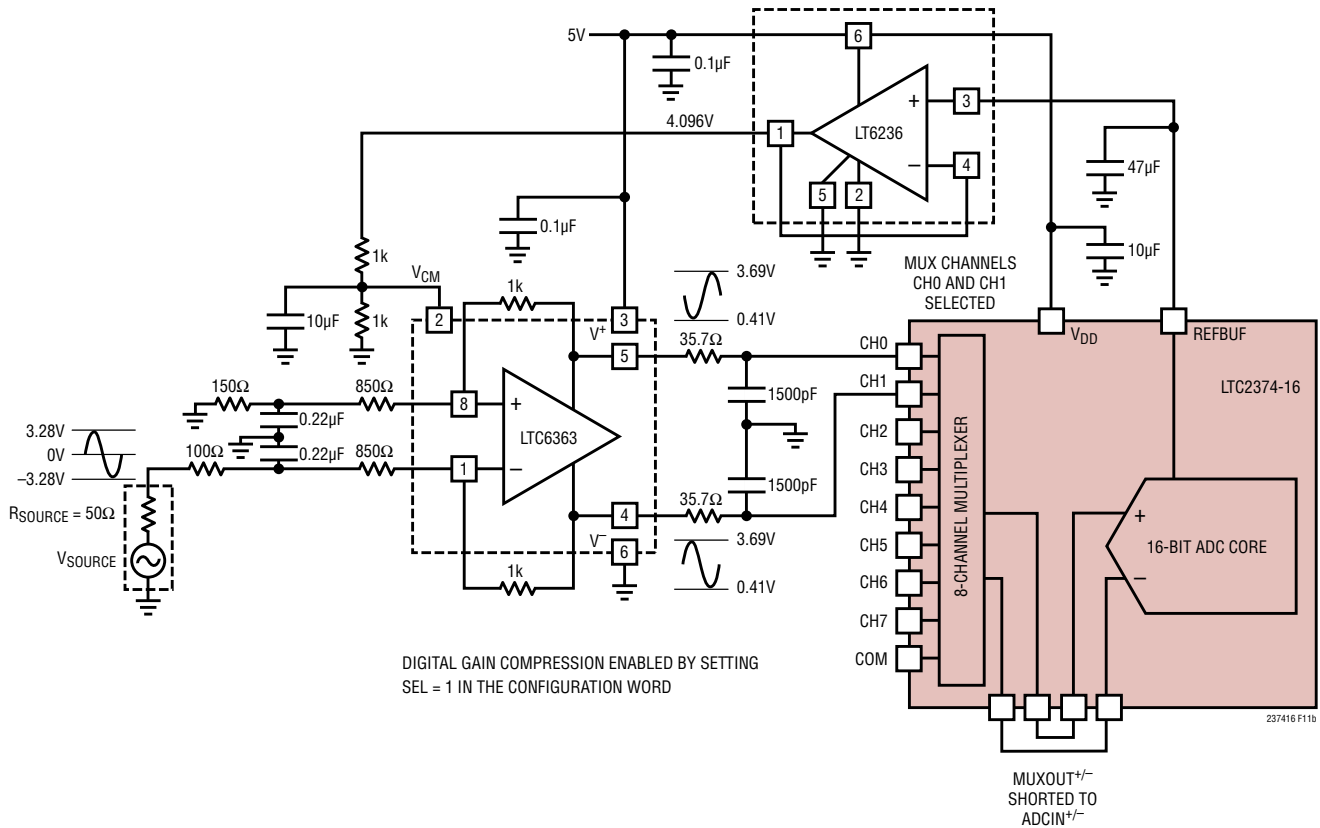 5V
6
0.1µF
+
3
4.096V
1
LT6236
–
4
47µF
5
2
0.1µF
10µF
1k
VCM
1k
3.69V
0.41V
MUX CHANNELS
CH0 AND CH1
SELECTED
10µF
1k
2
3
V+
35.7Ω
5
VDD
REFBUF
CH0
LTC2374-16
CH1
150Ω
850Ω
1500pF
8
+
0.22µF
LTC6363
CH2
3.28V
0V
–3.28V
100Ω
0.22µF
850Ω
1
–
CH3
1500pF
RSOURCE = 50Ω
35.7Ω
CH4
4
+
V–
3.69V
0.41V
CH5
16-BIT ADC CORE
VSOURCE
6
–
CH6
8-CHANNEL MULTIPLEXER
1k
CH7
COM
DIGITAL GAIN COMPRESSION ENABLED BY SETTING
SEL = 1 IN THE CONFIGURATION WORD
237416 F11b
MUXOUT+/–
SHORTED TO
ADCIN+/–